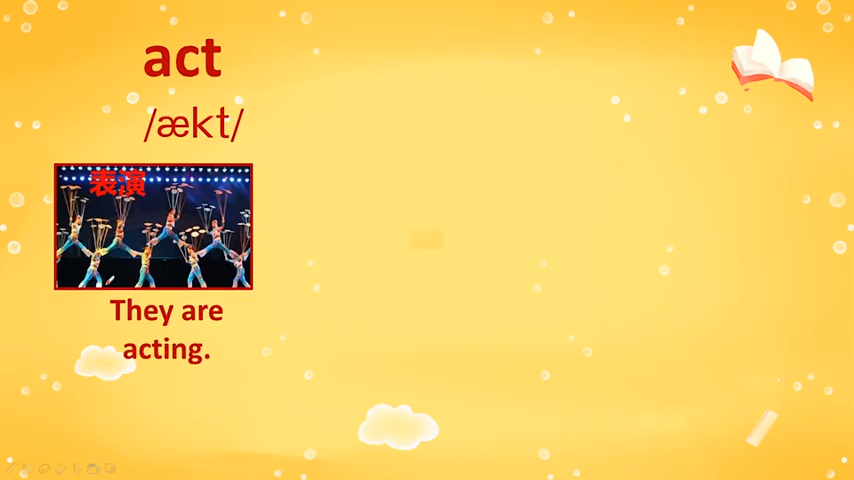 act
/ækt/
表演
They are
acting.